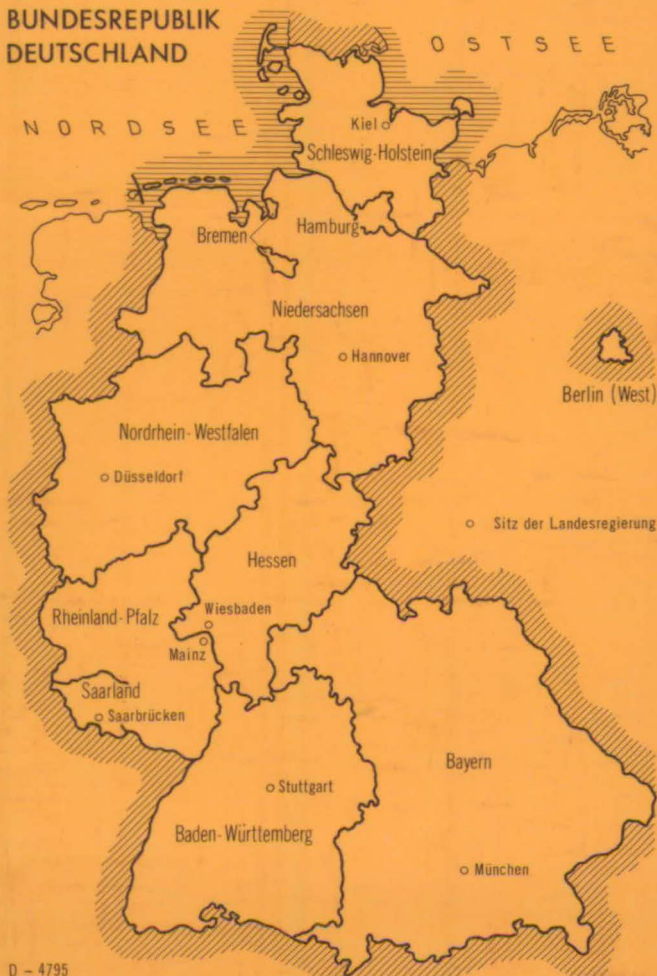 BUNDESREPUBLIK
DEUTSCHLAND
OSTSEE
NORDSEE
Kiel
Schleswig-Holstein
Bremen
Hamburg
Niedersachsen
Hannover
Berlin (West)
Nordrhein-Westfalen
Düsseldorf
Sitz der Landesregierung
Hessen
Rheinland-Pfalz
Wiesbaden
Mainz
Saarland
Saarbrücken
Bayern
Stuttgart
Baden-Württemberg
München
D - 4795